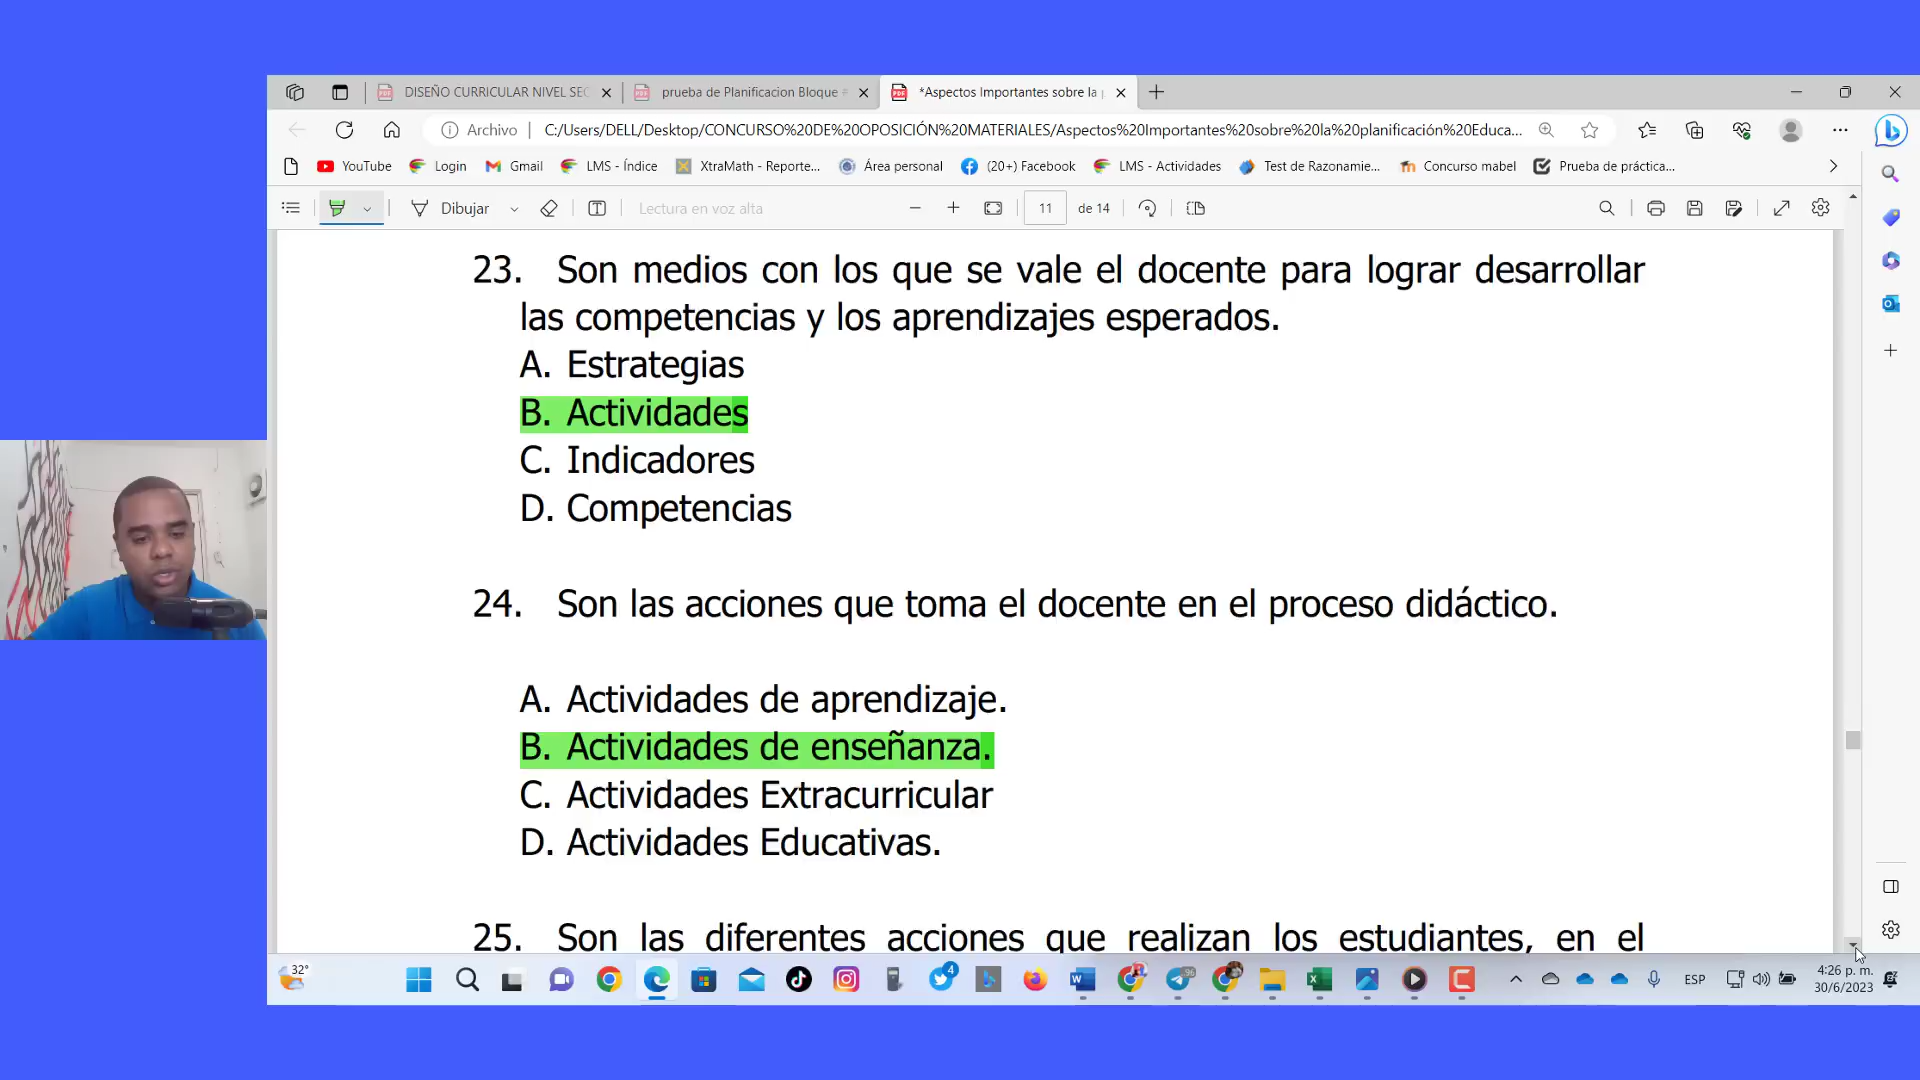 DISEÑO CURRICULAR NIVEL SEC
prueba de Planificacion Bloque #
*Aspectos Importantes sobre la p
Archivo
C:/Users/DELL/Desktop/CONCURSO%20DE%20OPOSICIÓN%20MATERIALES/Aspectos%20Importantes%20sobre%20la%20planificación%20Educa...
YouTube
Login
Gmail
LMS - Índice
XtraMath - Reporte...
Área personal
(20+) Facebook
LMS - Actividades
Test de Razonamie...
Concurso mabel
Prueba de práctica...
Dibujar
Lectura en voz alta
11
de 14
23. Son medios con los que se vale el docente para lograr desarrollar
las competencias y los aprendizajes esperados.
A. Estrategias
B. Actividades
C. Indicadores
D. Competencias
24. Son las acciones que toma el docente en el proceso didáctico.
A. Actividades de aprendizaje.
B. Actividades de enseñanza.
C. Actividades Extracurricular
D. Actividades Educativas.
25. Son las diferentes acciones que realizan los estudiantes, en el
32°
4
96
ESP
4:26 p. m.
30/6/2023